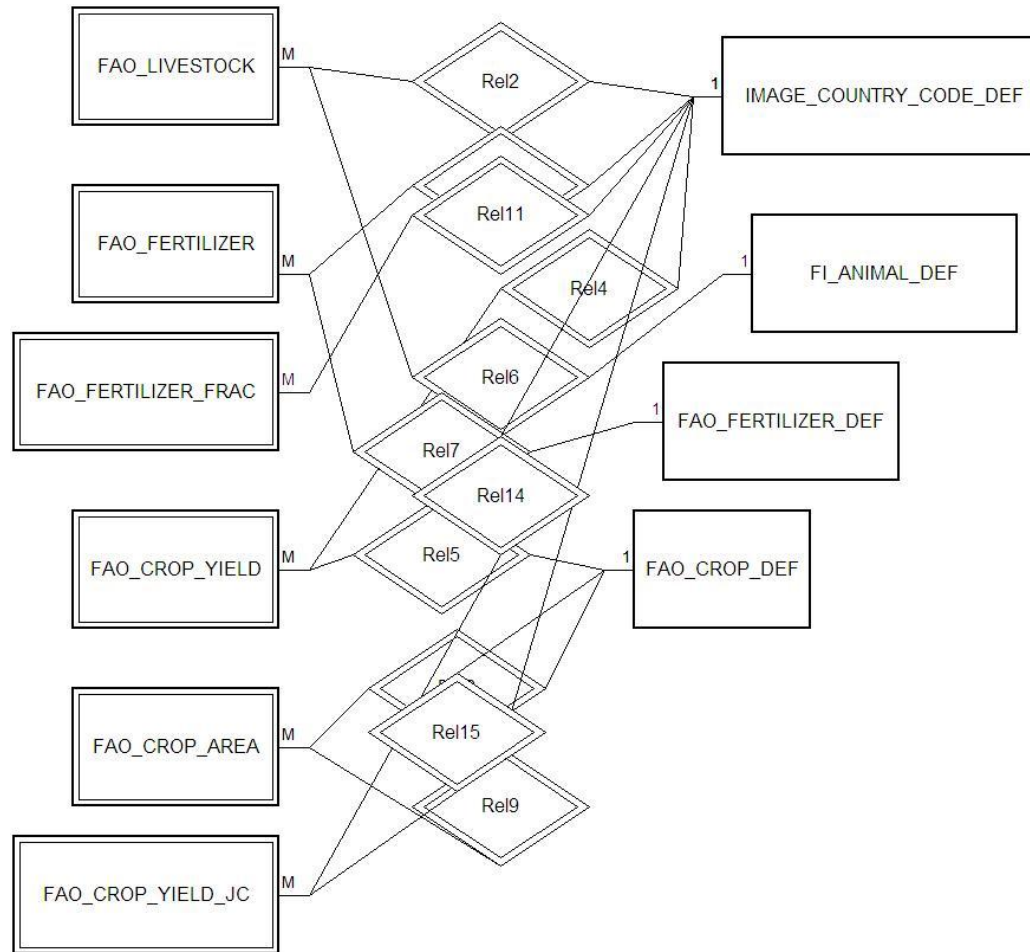 FAO_LIVESTOCK
M
Rel2
1
IMAGE_COUNTRY_CODE_DEF
FAO_FERTILIZER
M
Rel11
Rel4
1
FI_ANIMAL_DEF
FAO_FERTILIZER_FRAC
M
Rel6
1
FAO_FERTILIZER_DEF
Rel7
Rel14
FAO_CROP_YIELD
M
Rel5
1
FAO_CROP_DEF
FAO_CROP_AREA
M
Rel15
Rel9
FAO_CROP_YIELD_JC
M